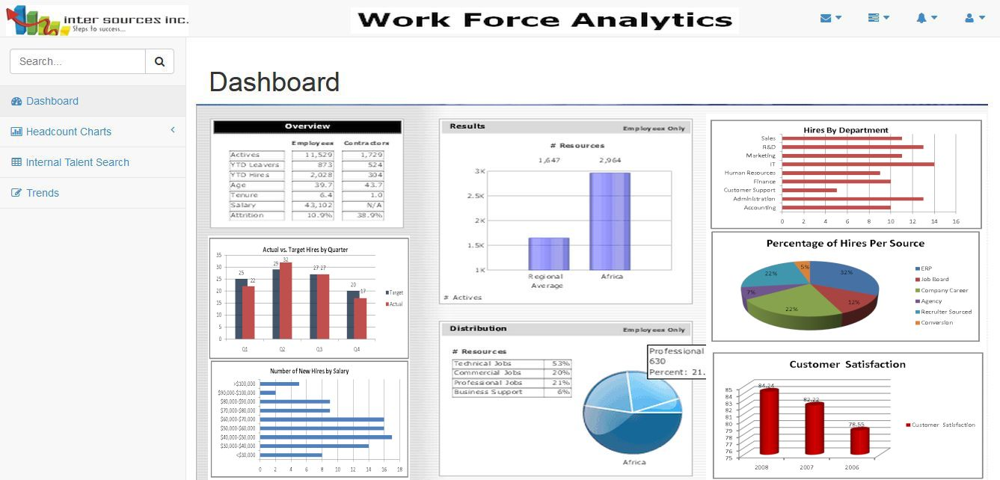 inter sources inc.
Steps to success...
Work Force Analytics
Search...
Dashboard
Headcount Charts
Internal Talent Search
Trends
Dashboard
Overview
Employees Contractors
Actives 11,529 1,729
YTD Leavers 873 524
YTD Hires 2,028 304
Age 39.7 43.7
Tenure 6.4 1.0
Salary 43,102 N/A
Attrition 10.9% 38.9%
Actual vs. Target Hires by Quarter
35
30
25
20
15
10
5
0
25 22 29 32 27 27 20 17
Q1 Q2 Q3 Q4
Target
Actual
Number of New Hires by Salary
>$100,000
$90,000-$100,000
$80,000-$90,000
$70,000-$80,000
$60,000-$70,000
$50,000-$60,000
$40,000-$50,000
$30,000-$40,000
<$30,000
0 2 4 6 8 10 12 14 16 18
Results Employees Only
# Resources
1,647 2,964
3K
2.5K
2K
1.5K
1K
Regional Africa
Average
# Actives
Distribution Employees Only
# Resources
Technical Jobs 53%
Commercial Jobs 20%
Professional Jobs 21%
Business Support 6%
Professional
630
Percent: 21.
Africa
Hires By Department
Sales
R&D
Marketing
IT
Human Resources
Finance
Customer Support
Administration
Accounting
0 2 4 6 8 10 12 14 16
Percentage of Hires Per Source
5%
32%
12%
22%
7%
22%
ERP
Job Board
Company Career
Agency
Recruiter Sourced
Conversion
Customer Satisfaction
85
84
83
82
81
80
79
78
77
76
75
84.24
82.22
78.55
2008 2007 2006
Customer Satisfaction